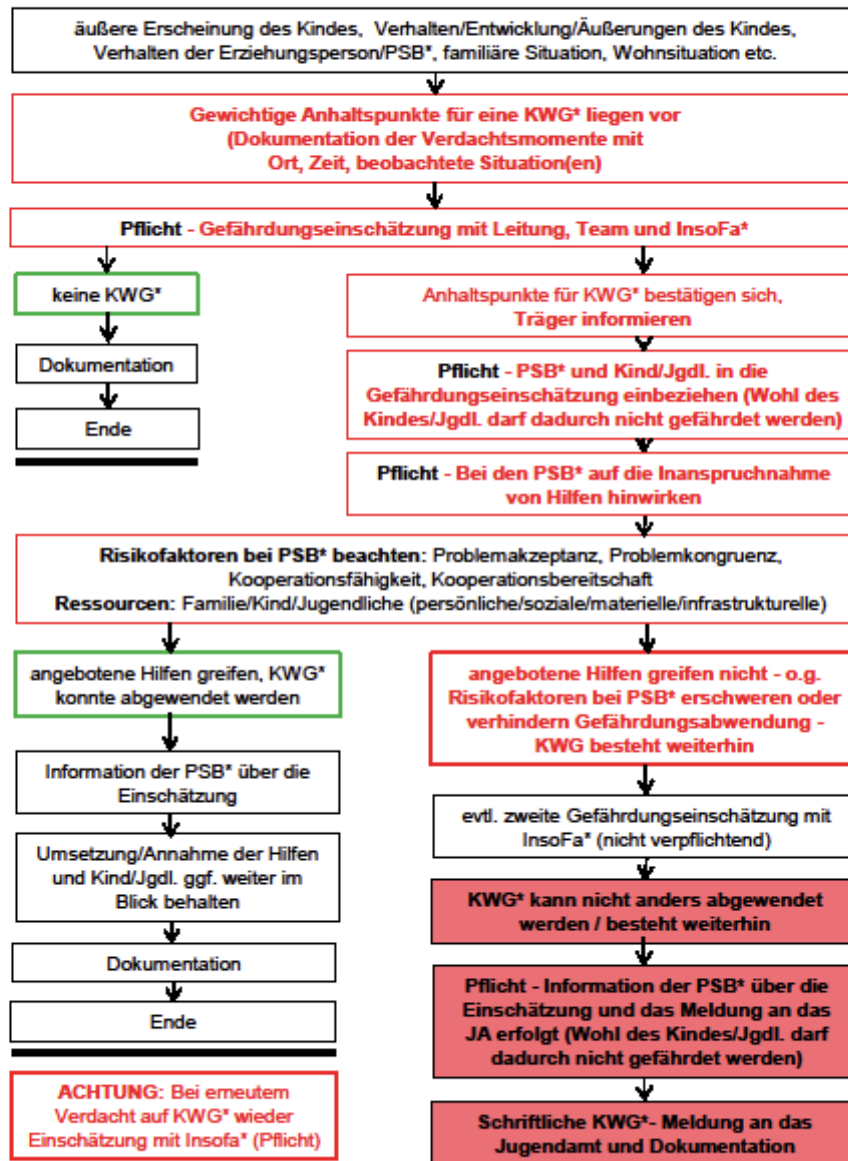 äußere Erscheinung des Kindes, Verhalten/Entwicklung/Äußerungen des Kindes,
Verhalten der Erziehungsperson/PSB*, familiäre Situation, Wohnsituation etc.
Gewichtige Anhaltspunkte für eine KWG* liegen vor
(Dokumentation der Verdachtsmomente mit
Ort, Zeit, beobachtete Situation(en)
Pflicht - Gefährdungseinschätzung mit Leitung, Team und InsoFa*
keine KWG*
Dokumentation
Ende
Anhaltspunkte für KWG* bestätigen sich,
Träger informieren
Pflicht - PSB* und Kind/Jgdl. in die
Gefährdungseinschätzung einbeziehen (Wohl des
Kindes/Jgdl. darf dadurch nicht gefährdet werden)
Pflicht - Bei den PSB* auf die Inanspruchnahme
von Hilfen hinwirken
Risikofaktoren bei PSB* beachten: Problemakzeptanz, Problemkongruenz,
Kooperationsfähigkeit, Kooperationsbereitschaft
Ressourcen: Familie/Kind/Jugendliche (persönliche/soziale/materielle/infrastrukturelle)
angebotene Hilfen greifen, KWG*
konnte abgewendet werden
Information der PSB* über die
Einschätzung
Umsetzung/Annahme der Hilfen
und Kind/Jgdl. ggf. weiter im
Blick behalten
Dokumentation
Ende
ACHTUNG: Bei erneutem
Verdacht auf KWG* wieder
Einschätzung mit Insofa* (Pflicht)
angebotene Hilfen greifen nicht - o.g.
Risikofaktoren bei PSB* erschweren oder
verhindern Gefährdungsabwendung -
KWG besteht weiterhin
evtl. zweite Gefährdungseinschätzung mit
InsoFa* (nicht verpflichtend)
KWG* kann nicht anders abgewendet
werden / besteht weiterhin
Pflicht - Information der PSB* über die
Einschätzung und das Meldung an das
JA erfolgt (Wohl des Kindes/Jgdl. darf
dadurch nicht gefährdet werden)
Schriftliche KWG*- Meldung an das
Jugendamt und Dokumentation